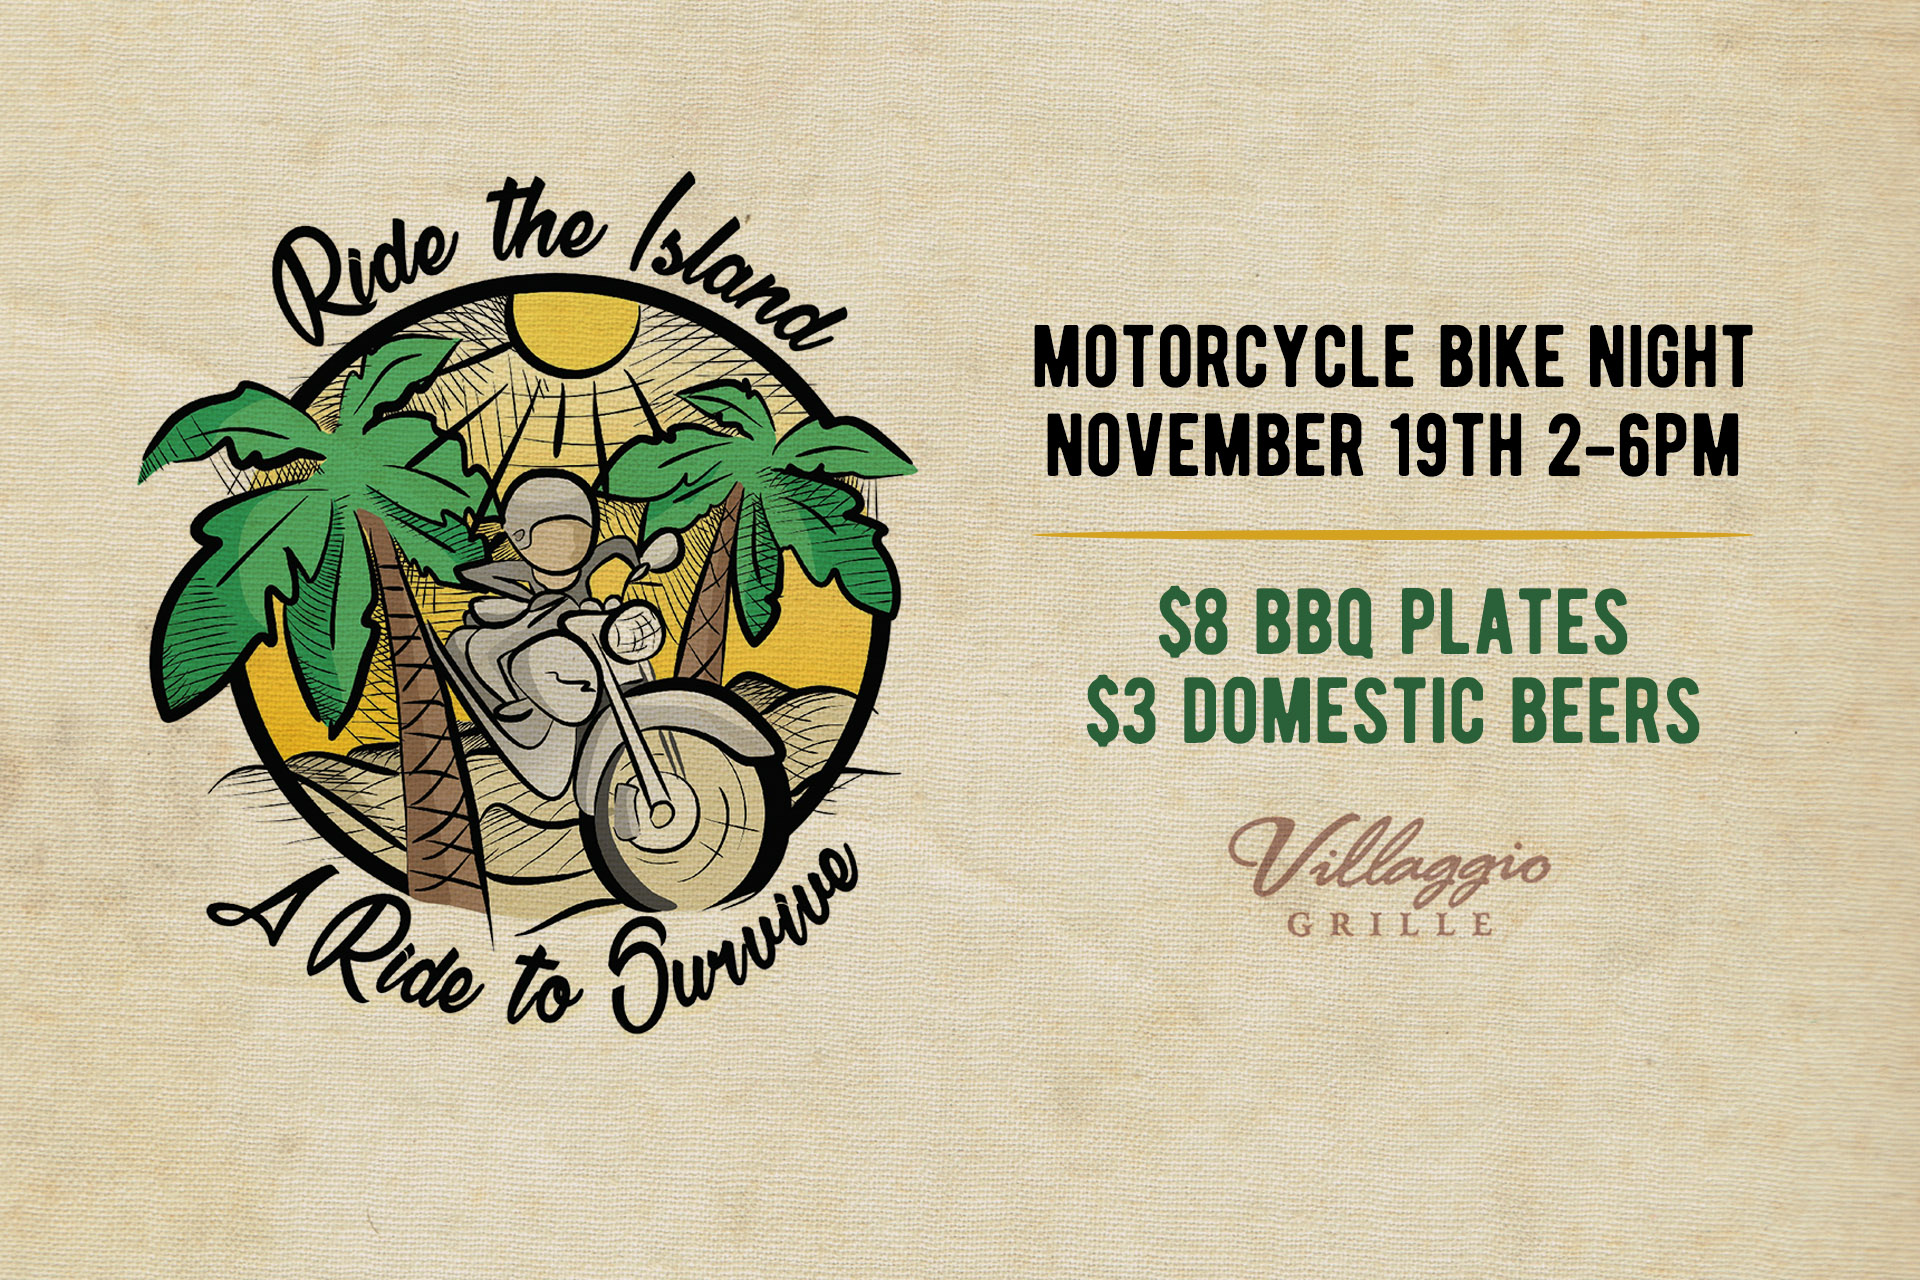 Ride the Island
A Ride to Survive
MOTORCYCLE BIKE NIGHT
NOVEMBER 19TH 2-6PM
$8 BBQ PLATES
$3 DOMESTIC BEERS
Villaggio
GRILLE